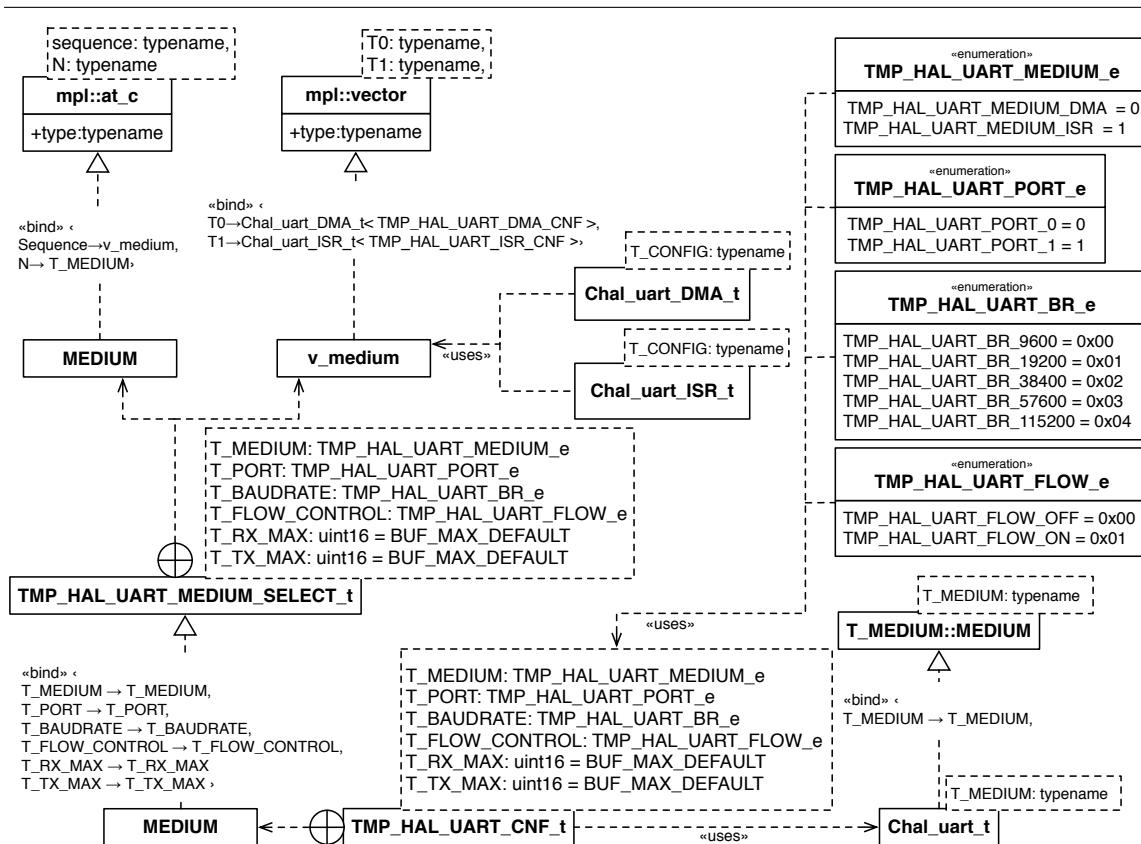 sequence: typename,
N: typename
mpl::at_c
+type:typename
T0: typename,
T1: typename,
mpl::vector
+type:typename
«bind» ‹
Sequence→v_medium,
N→ T_MEDIUM›
«bind» ‹
T0→Chal_uart_DMA_t< TMP_HAL_UART_DMA_CNF >,
T1→Chal_uart_ISR_t< TMP_HAL_UART_ISR_CNF >›
T_CONFIG: typename
Chal_uart_DMA_t
MEDIUM
v_medium
«uses»
T_CONFIG: typename
Chal_uart_ISR_t
«enumeration»
TMP_HAL_UART_MEDIUM_e
TMP_HAL_UART_MEDIUM_DMA = 0
TMP_HAL_UART_MEDIUM_ISR = 1
«enumeration»
TMP_HAL_UART_PORT_e
TMP_HAL_UART_PORT_0 = 0
TMP_HAL_UART_PORT_1 = 1
«enumeration»
TMP_HAL_UART_BR_e
TMP_HAL_UART_BR_9600 = 0x00
TMP_HAL_UART_BR_19200 = 0x01
TMP_HAL_UART_BR_38400 = 0x02
TMP_HAL_UART_BR_57600 = 0x03
TMP_HAL_UART_BR_115200 = 0x04
«enumeration»
TMP_HAL_UART_FLOW_e
TMP_HAL_UART_FLOW_OFF = 0x00
TMP_HAL_UART_FLOW_ON = 0x01
T_MEDIUM: TMP_HAL_UART_MEDIUM_e
T_PORT: TMP_HAL_UART_PORT_e
T_BAUDRATE: TMP_HAL_UART_BR_e
T_FLOW_CONTROL: TMP_HAL_UART_FLOW_e
T_RX_MAX: uint16 = BUF_MAX_DEFAULT
T_TX_MAX: uint16 = BUF_MAX_DEFAULT
TMP_HAL_UART_MEDIUM_SELECT_t
«bind» ‹
T_MEDIUM → T_MEDIUM,
T_PORT → T_PORT,
T_BAUDRATE → T_BAUDRATE,
T_FLOW_CONTROL → T_FLOW_CONTROL,
T_RX_MAX → T_RX_MAX
T_TX_MAX → T_TX_MAX ›
MEDIUM
«uses»
T_MEDIUM: TMP_HAL_UART_MEDIUM_e
T_PORT: TMP_HAL_UART_PORT_e
T_BAUDRATE: TMP_HAL_UART_BR_e
T_FLOW_CONTROL: TMP_HAL_UART_FLOW_e
T_RX_MAX: uint16 = BUF_MAX_DEFAULT
T_TX_MAX: uint16 = BUF_MAX_DEFAULT
TMP_HAL_UART_CNF_t
«uses»
T_MEDIUM: typename
T_MEDIUM::MEDIUM
«bind» ‹
T_MEDIUM → T_MEDIUM,
T_MEDIUM: typename
Chal_uart_t